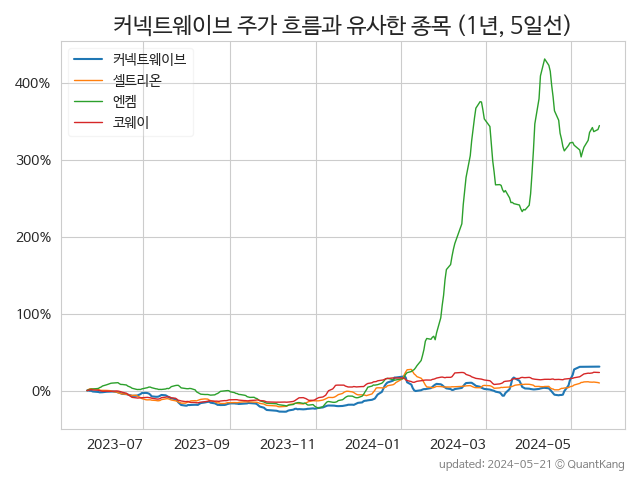 커넥트웨이브 주가 흐름과 유사한 종목 (1년, 5일선)
커넥트웨이브
셀트리온
엔켐
코웨이
400%
300%
200%
100%
0%
2023-07 2023-09 2023-11 2024-01 2024-03 2024-05
updated: 2024-05-21 © QuantKang